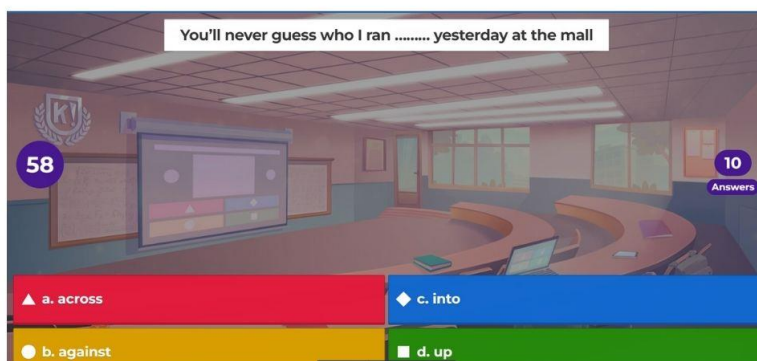 You'll never guess who I ran ......... yesterday at the mall
K!
58
10
Answers
a. across
c. into
b. against
d. up